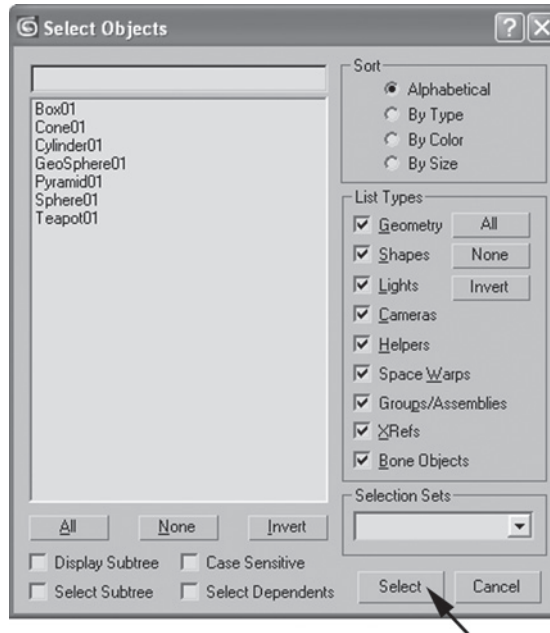 Select Objects
Box01
Cone01
Cylinder01
GeoSphere01
Pyramid01
Sphere01
Teapot01
All None Invert
Display Subtree Case Sensitive
Select Subtree Select Dependents
Sort
Alphabetical
By Type
By Color
By Size
List Types
Geometry All
Shapes None
Lights Invert
Cameras
Helpers
Space Warps
Groups/Assemblies
XRefs
Bone Objects
Selection Sets
Select Cancel